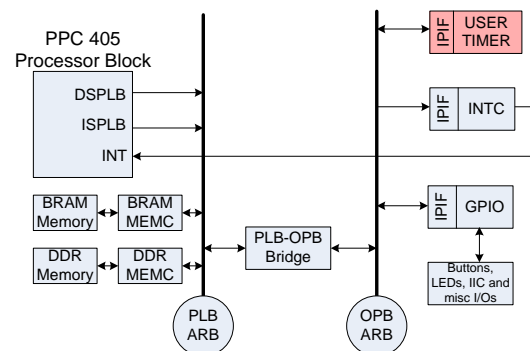 PPC 405
Processor Block
DSPLB
ISPLB
INT
BRAM
Memory
BRAM
MEMC
DDR
Memory
DDR
MEMC
PLB-OPB
Bridge
PLB
ARB
OPB
ARB
IPIF
USER
TIMER
IPIF
INTC
IPIF
GPIO
Buttons,
LEDs, IIC and
misc I/Os